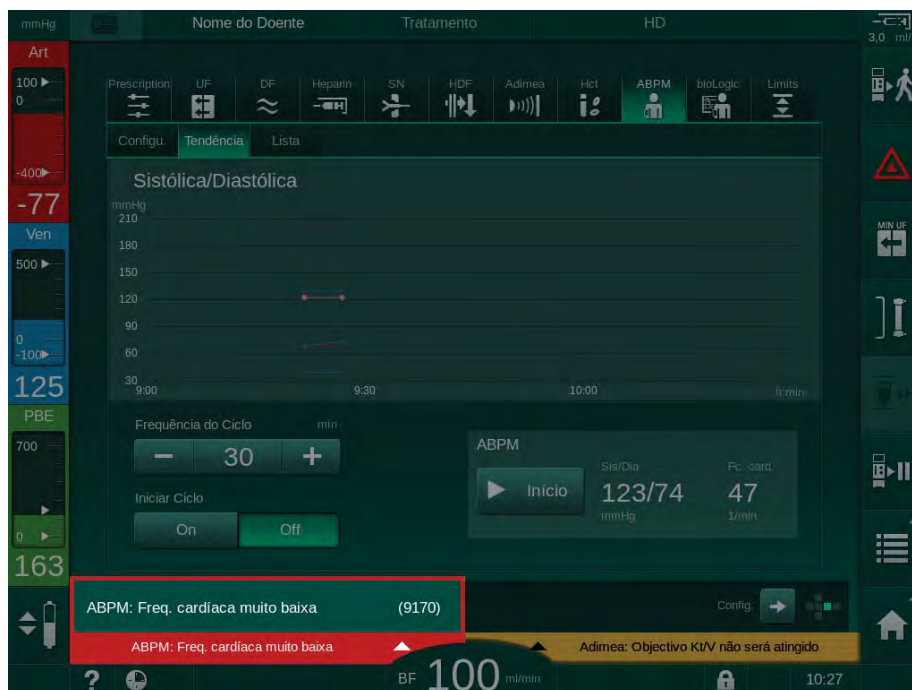 mmHg Nome do Doente Tratamento HD
3,0 ml/
Art
100
0
-400
-77
Ven
500
0
-100
125
PBE
700
0
163
Prescription UF DF Heparin SN HDF Adimea Hct ABPM bioLogic Limits
Configu. Tendência Lista
Sistólica/Diastólica
mmHg
210
180
150
120
90
60
30
9:00 9:30 10:00 h:min
Frequência do Ciclo min
30
Iniciar Ciclo
On Off
ABPM
Início
Sis/Dia Fc. card.
123/74 47
mmHg 1/min
MIN UF
ABPM: Freq. cardíaca muito baixa (9170)
Config.
ABPM: Freq. cardíaca muito baixa
Adimea: Objectivo Kt/V não será atingido
? BF 100 ml/min 10:27